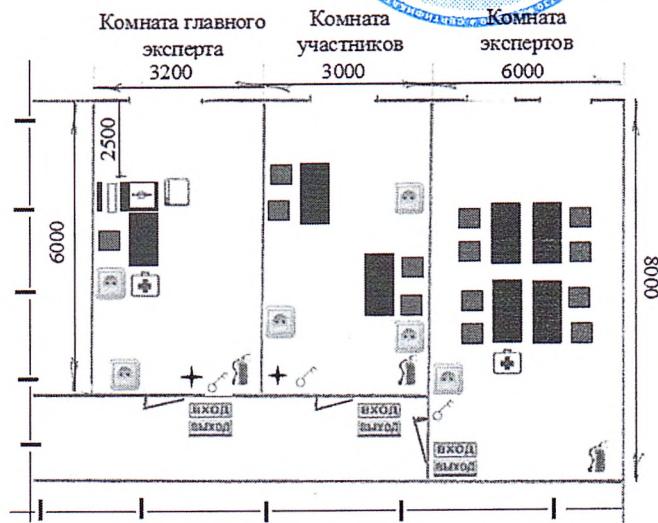 Комната главного
эксперта
3200
Комната
участников
3000
Комната
экспертов
6000
2500
6000
8000
ВХОД
ВЫХОД
ВХОД
ВЫХОД
ВХОД
ВЫХОД